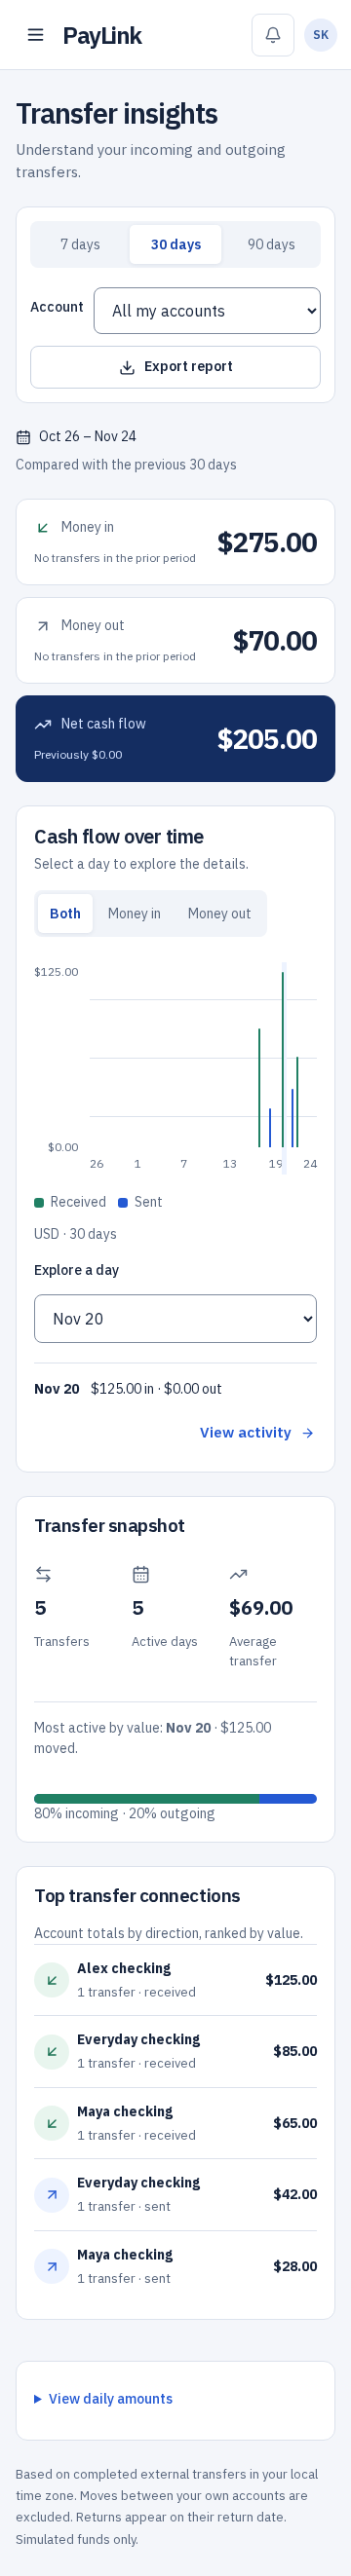 PayLink
SK
Transfer insights
Understand your incoming and outgoing
transfers.
7 days
30 days
90 days
Account
All my accounts
Export report
Oct 26 – Nov 24
Compared with the previous 30 days
Money in
No transfers in the prior period
$275.00
Money out
No transfers in the prior period
$70.00
Net cash flow
Previously $0.00
$205.00
Cash flow over time
Select a day to explore the details.
Both
Money in
Money out
$125.00
$0.00
26 1 7 13 19 24
Received
Sent
USD · 30 days
Explore a day
Nov 20
Nov 20 $125.00 in · $0.00 out
View activity
Transfer snapshot
5
5
$69.00
Transfers
Active days
Average
transfer
Most active by value: Nov 20 · $125.00
moved.
80% incoming · 20% outgoing
Top transfer connections
Account totals by direction, ranked by value.
Alex checking
1 transfer · received
$125.00
Everyday checking
1 transfer · received
$85.00
Maya checking
1 transfer · received
$65.00
Everyday checking
1 transfer · sent
$42.00
Maya checking
1 transfer · sent
$28.00
View daily amounts
Based on completed external transfers in your local
time zone. Moves between your own accounts are
excluded. Returns appear on their return date.
Simulated funds only.